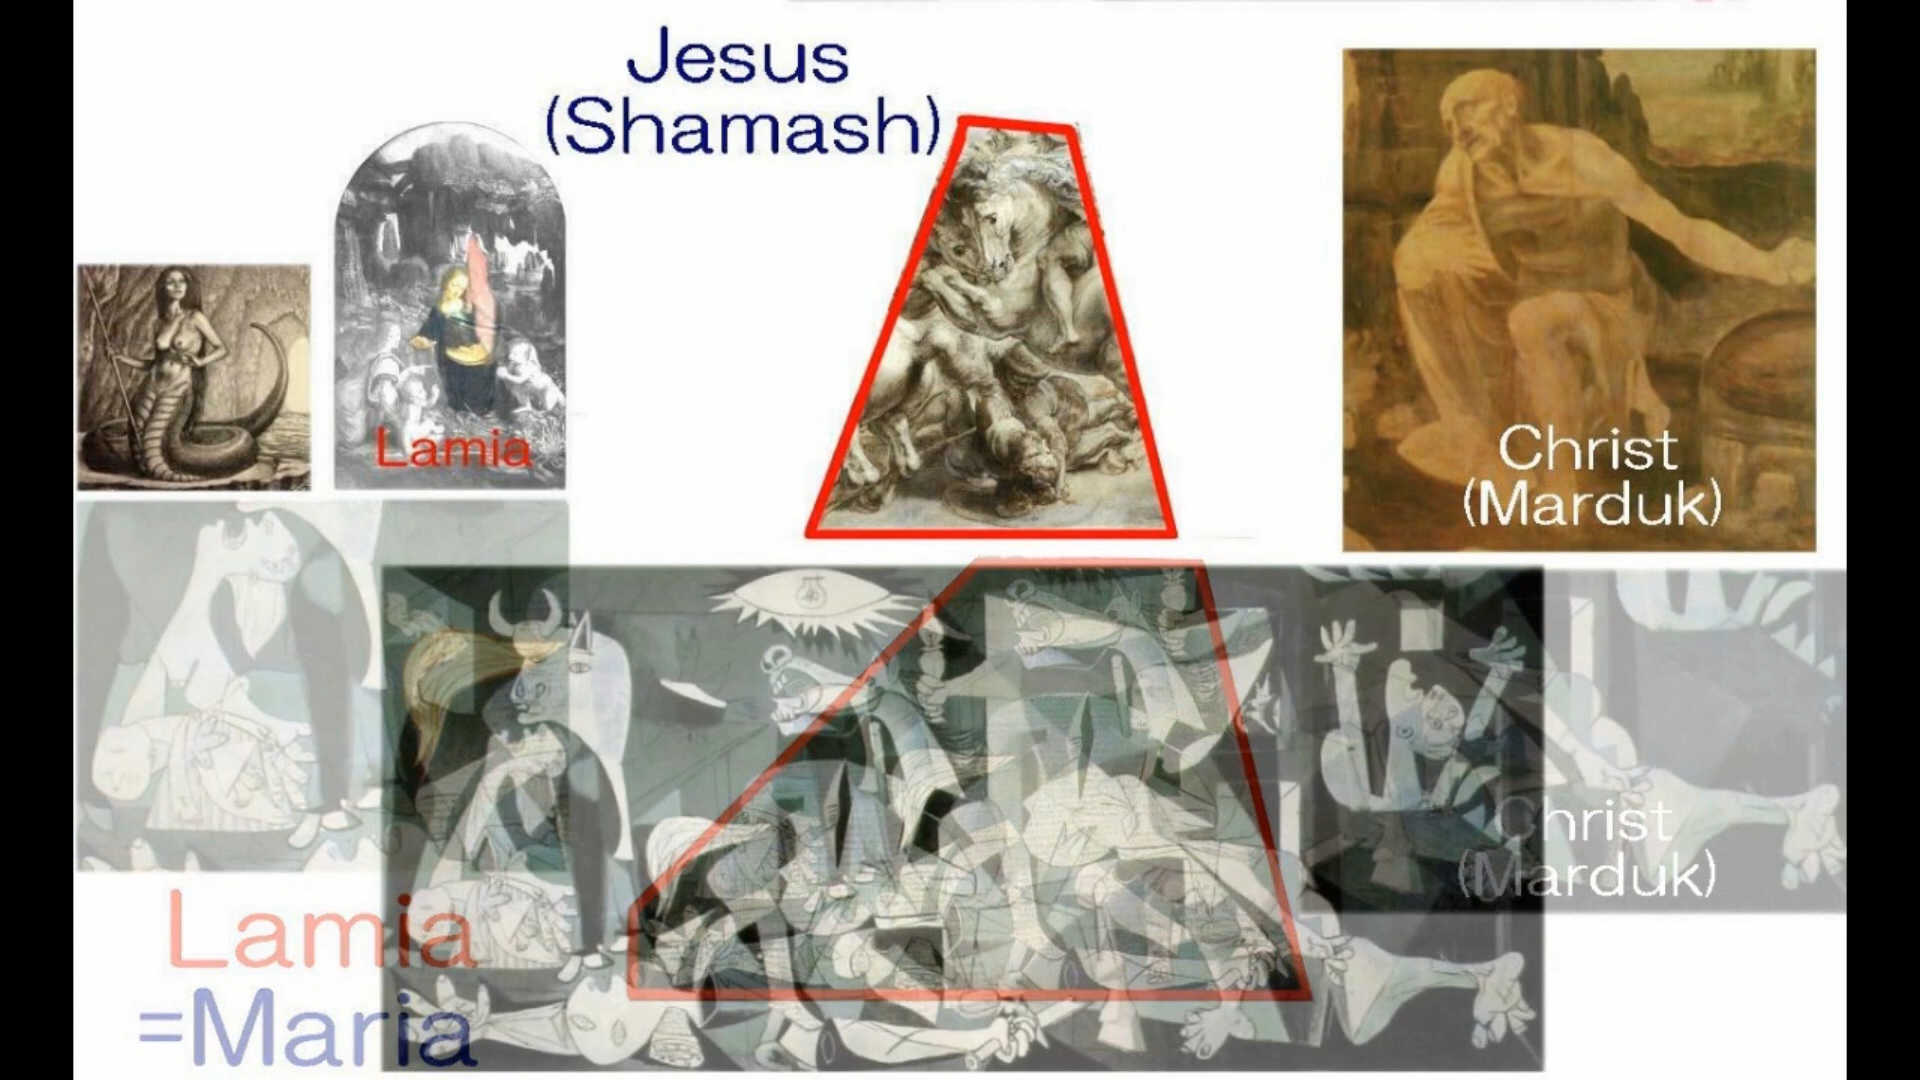 Jesus
(Shamash)
Lamia
Christ
(Marduk)
Christ
(Marduk)
Lamia
=Maria